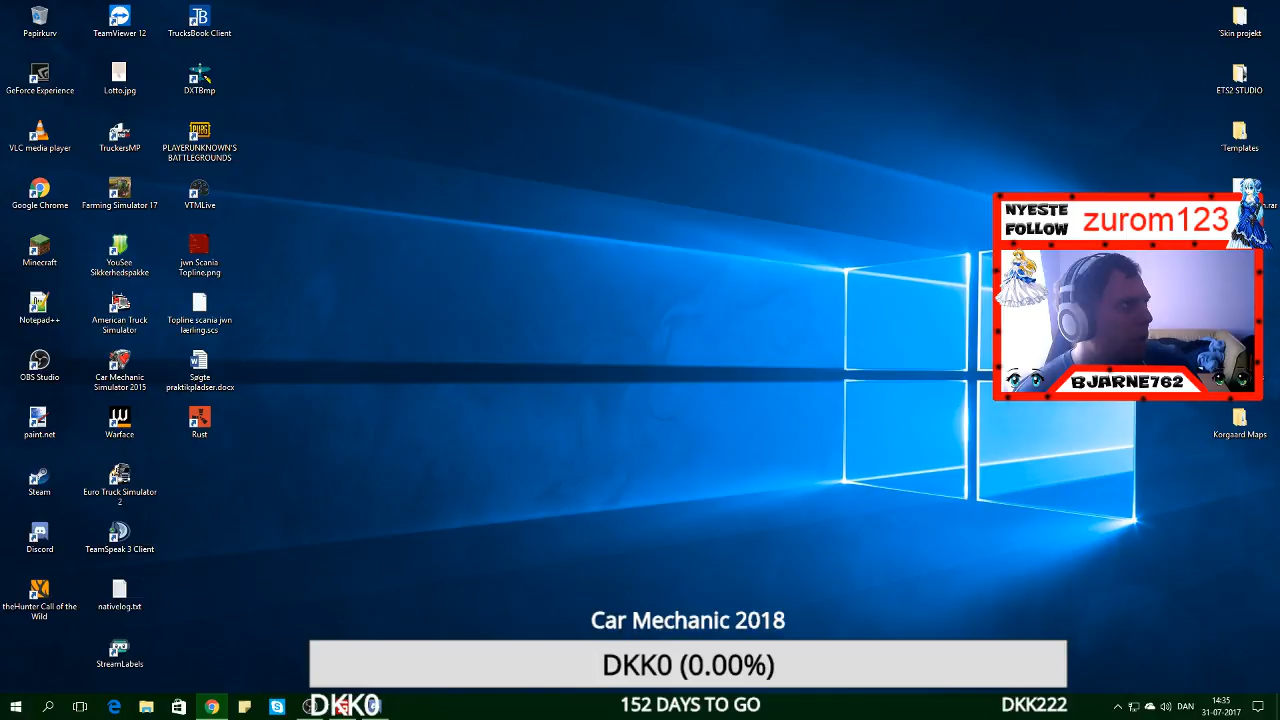 Papirkurv
TeamViewer 12
TrucksBook Client
GeForce Experience
Lotto.jpg
DXTBmp
VLC media player
TruckersMP
PLAYERUNKNOWN'S
BATTLEGROUNDS
Google Chrome
Farming Simulator 17
VTMLive
Minecraft
YouSee
Sikkerhedspakke
jwn Scania
Topline.png
Notepad++
American Truck
Simulator
Topline scania jwn
lærling.scs
OBS Studio
Car Mechanic
Simulator 2015
Søgte
praktikpladser.docx
paint.net
Warface
Rust
Steam
Euro Truck Simulator
2
Discord
TeamSpeak 3 Client
theHunter Call of the
Wild
nativelog.txt
StreamLabels
Skin projekt
ETS2 STUDIO
Templates
NYESTE
FOLLOW
zurom123
BJARNE762
Korgaard Maps
Car Mechanic 2018
DKK0 (0.00%)
DKK0
152 DAYS TO GO
DKK222
DAN
14:35
31-07-2017